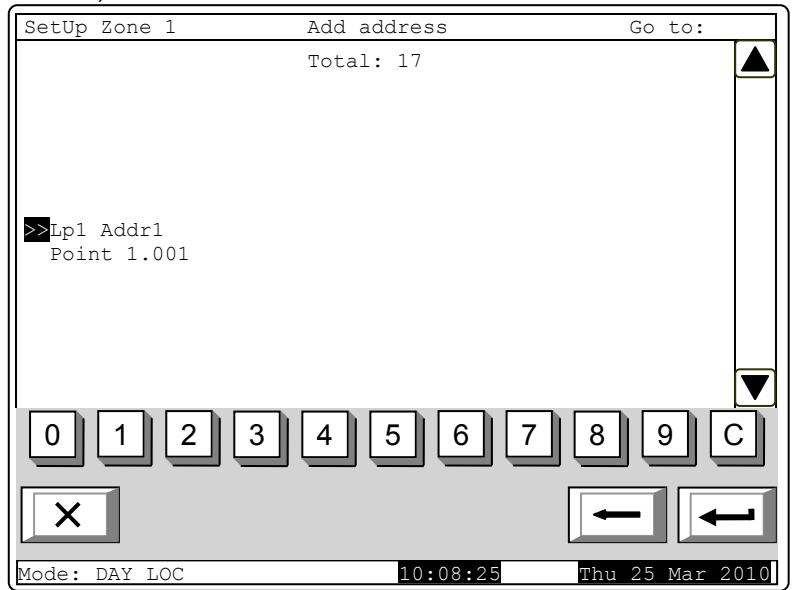 SetUp Zone 1 Add address Go to:
Total: 17
>>Lp1 Addr1
Point 1.001
0 1 2 3 4 5 6 7 8 9 C
Mode: DAY LOC 10:08:25 Thu 25 Mar 2010